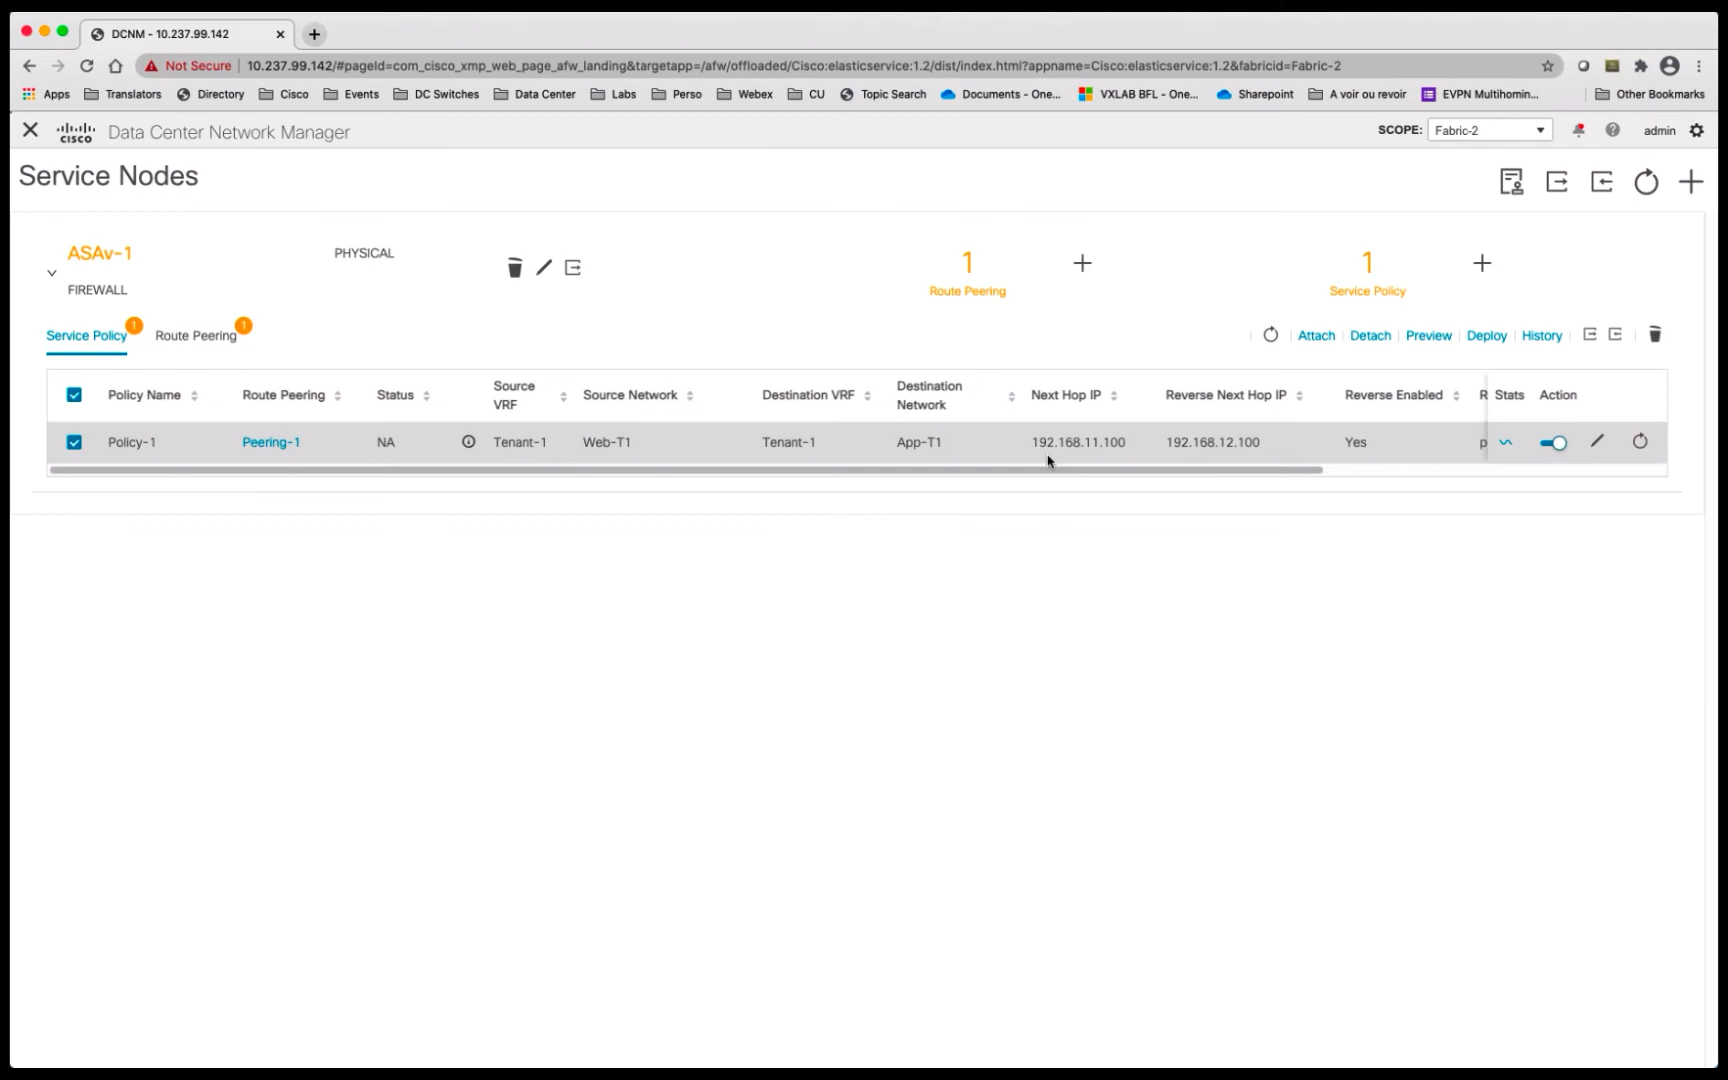 DCNM - 10.237.99.142
Not Secure 10.237.99.142/#pageId=com_cisco_xmp_web_page_afw_landing&targetapp=/afw/offloaded/Cisco:elasticservice:1.2/dist/index.html?appname=Cisco:elasticservice:1.2&fabricid=Fabric-2
Apps Translators Directory Cisco Events DC Switches Data Center Labs Perso Webex CU Topic Search Documents - One... VXLAB BFL - One... Sharepoint A voir ou revoir EVPN Multihomin... Other Bookmarks
cisco Data Center Network Manager SCOPE: Fabric-2 admin
Service Nodes
ASAv-1 PHYSICAL 1 1
FIREWALL Route Peering Service Policy
Service Policy 1 Route Peering 1 Attach Detach Preview Deploy History
Policy Name Route Peering Status Source VRF Source Network Destination VRF Destination Network Next Hop IP Reverse Next Hop IP Reverse Enabled R Stats Action
Policy-1 Peering-1 NA Tenant-1 Web-T1 Tenant-1 App-T1 192.168.11.100 192.168.12.100 Yes p